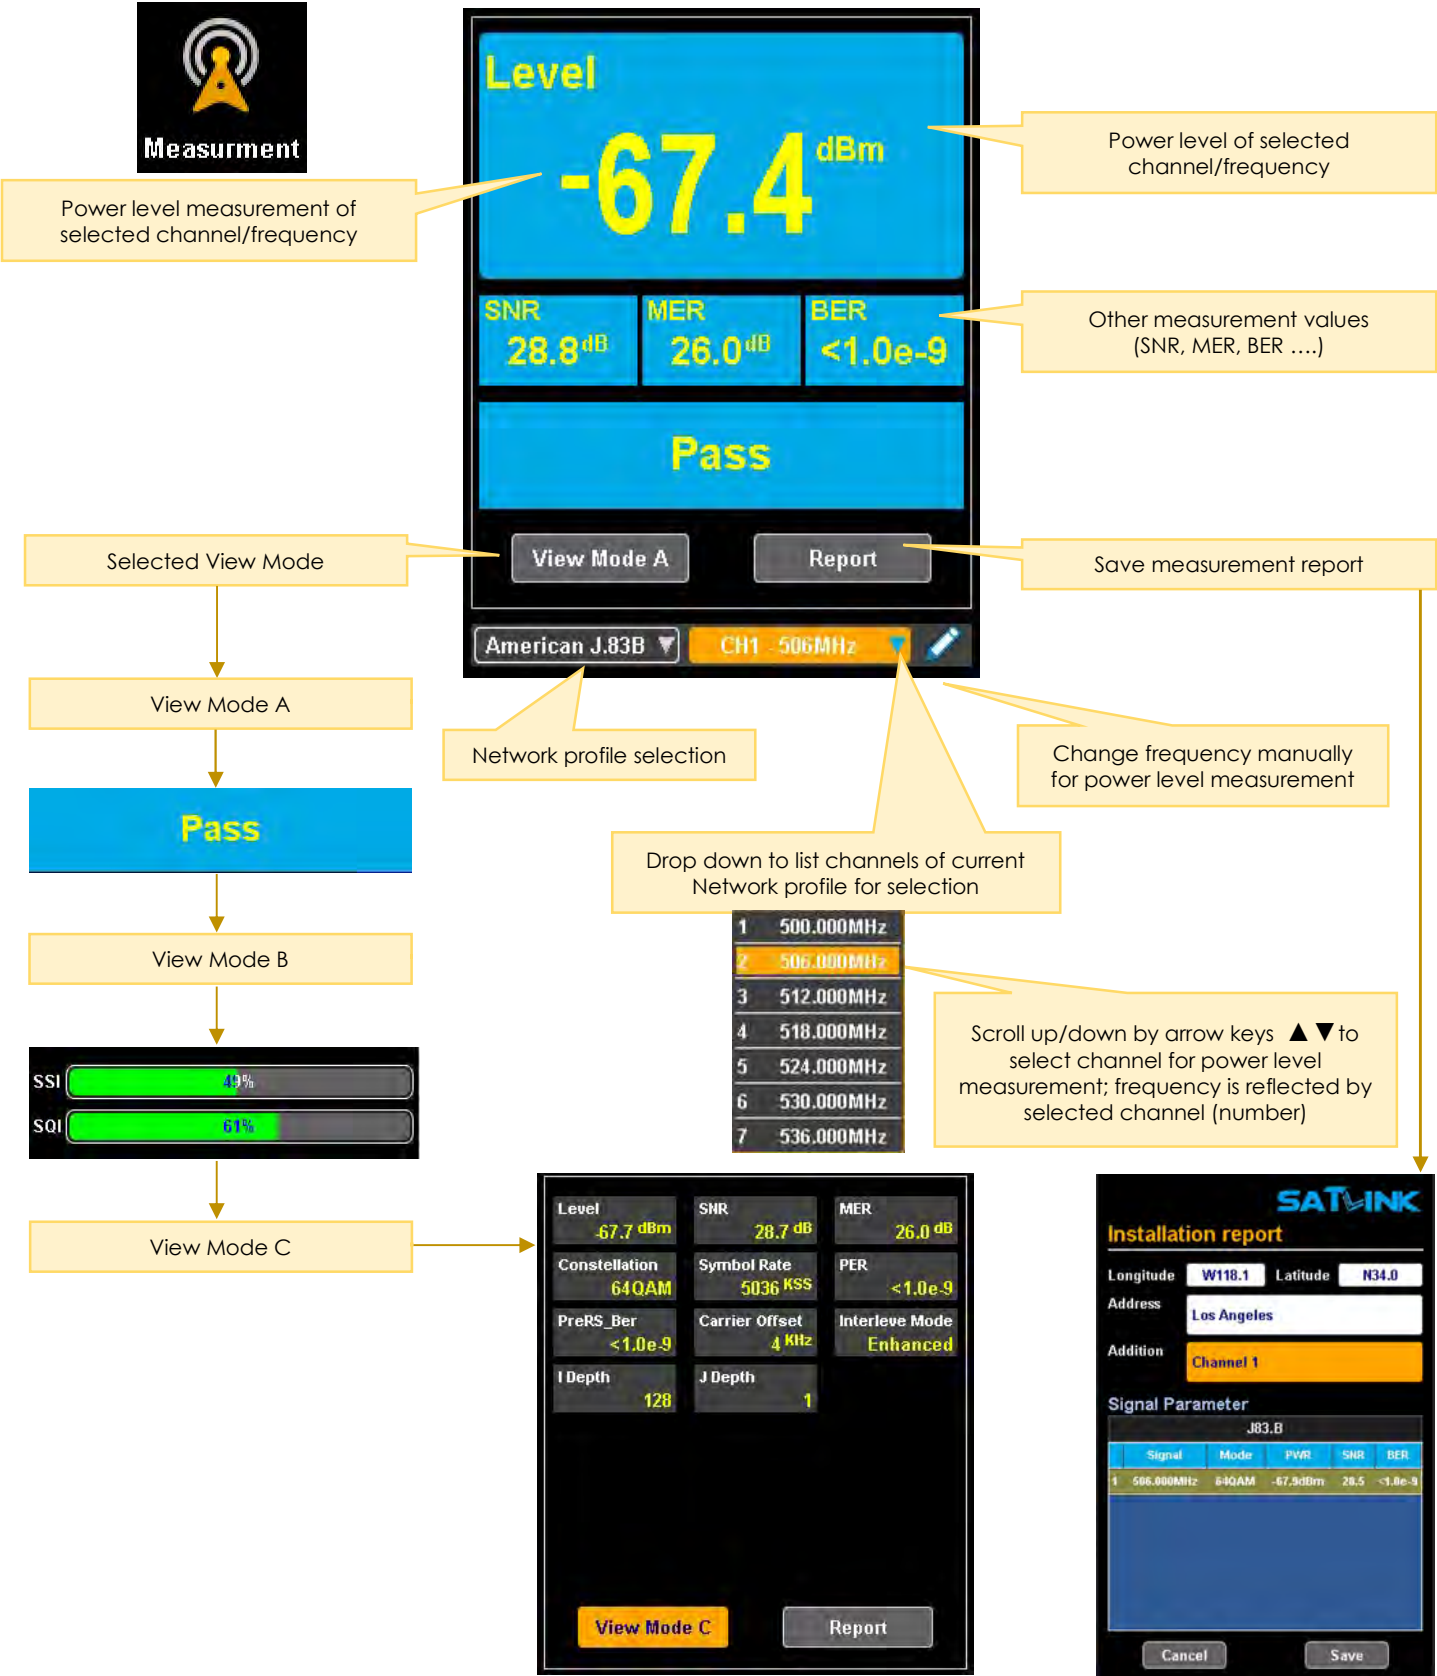 Measurment
Power level measurement of
selected channel/frequency
Level
-67.4 dBm
Power level of selected
channel/frequency
SNR
28.8 dB
MER
26.0 dB
BER
<1.0e-9
Other measurement values
(SNR, MER, BER ....)
Pass
Selected View Mode
View Mode A
Report
Save measurement report
American J.83B
CH1 - 506MHz
View Mode A
Network profile selection
Change frequency manually
for power level measurement
Pass
Drop down to list channels of current
Network profile for selection
1 500.000MHz
2 506.000MHz
3 512.000MHz
4 518.000MHz
5 524.000MHz
6 530.000MHz
7 536.000MHz
View Mode B
Scroll up/down by arrow keys ▲▼to
select channel for power level
measurement; frequency is reflected by
selected channel (number)
SSI 49%
SQI 61%
View Mode C
Level
-67.7 dBm
SNR
28.7 dB
MER
26.0 dB
Constellation
64QAM
Symbol Rate
5036 KSS
PER
<1.0e-9
PreRS_Ber
<1.0e-9
Carrier Offset
4 KHz
Interleve Mode
Enhanced
I Depth
128
J Depth
1
View Mode C
Report
SATLINK
Installation report
Longitude W118.1 Latitude N34.0
Address
Los Angeles
Addition
Channel 1
Signal Parameter
J83.B
Signal Mode PWR SNR BER
1 506.000MHz 64QAM -67.9dBm 28.5 <1.0e-9
Cancel
Save